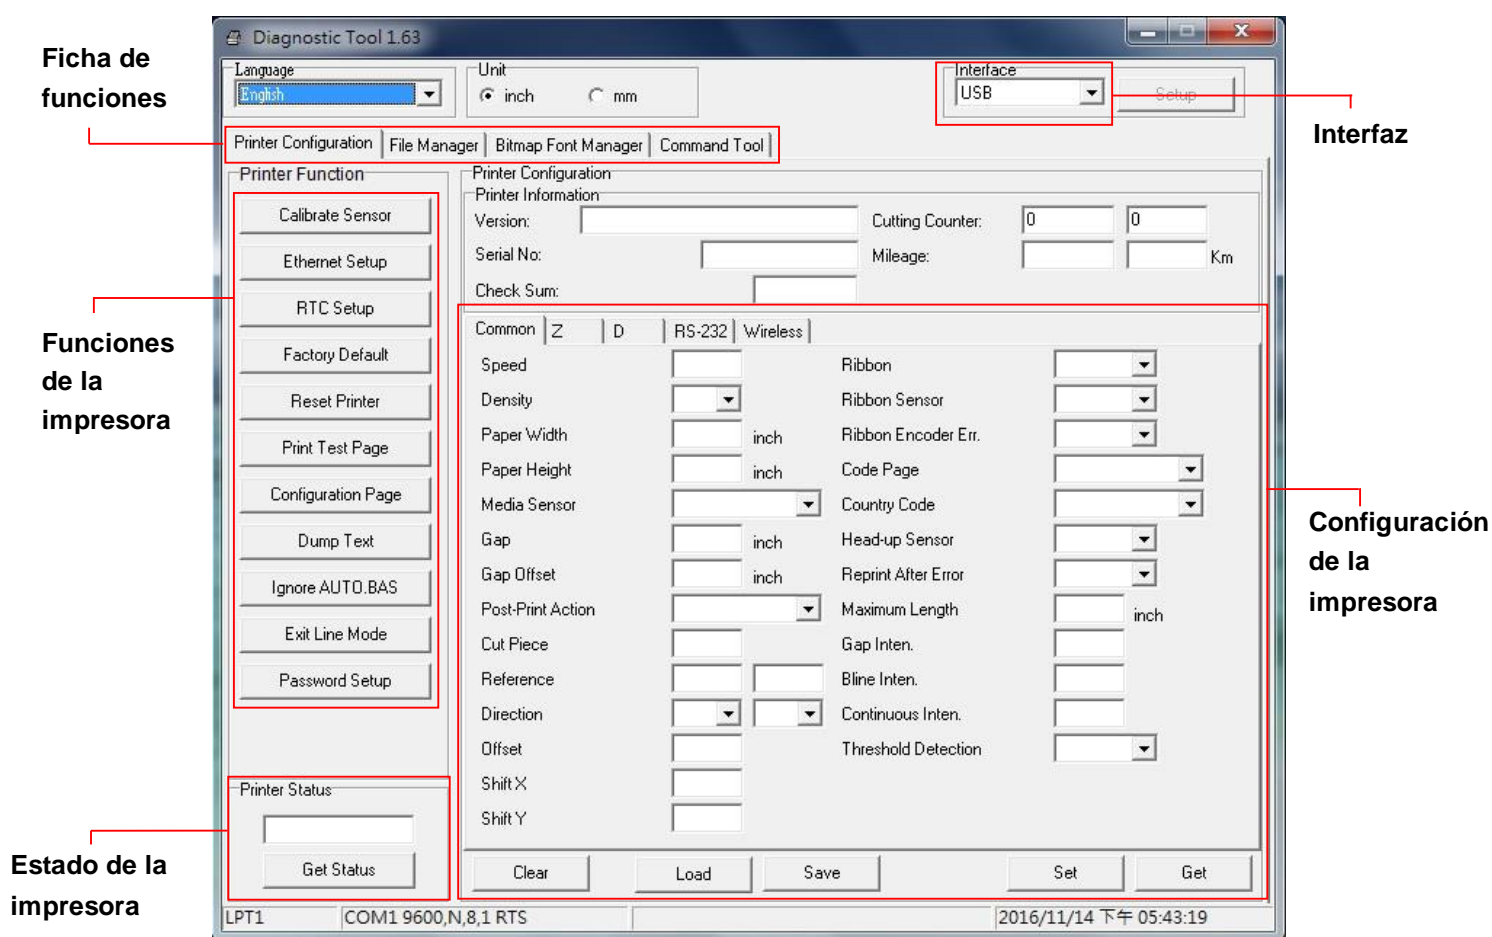 Ficha de
funciones
Funciones
de la
impresora
Estado de la
impresora
Interfaz
Configuración
de la
impresora
Diagnostic Tool 1.63
Language
English
Unit
inch
mm
Interface
USB
Setup
Printer Configuration
File Manager
Bitmap Font Manager
Command Tool
Printer Function
Calibrate Sensor
Ethernet Setup
RTC Setup
Factory Default
Reset Printer
Print Test Page
Configuration Page
Dump Text
Ignore AUTO.BAS
Exit Line Mode
Password Setup
Printer Status
Get Status
Printer Configuration
Printer Information
Version:
Cutting Counter: 0 0
Serial No:
Mileage: Km
Check Sum:
Common Z D RS-232 Wireless
Speed
Density
Paper Width inch
Paper Height inch
Media Sensor
Gap inch
Gap Offset inch
Post-Print Action
Cut Piece
Reference
Direction
Offset
Shift X
Shift Y
Ribbon
Ribbon Sensor
Ribbon Encoder Err.
Code Page
Country Code
Head-up Sensor
Reprint After Error
Maximum Length inch
Gap Inten.
Bline Inten.
Continuous Inten.
Threshold Detection
Clear Load Save Set Get
LPT1 COM1 9600,N,8,1 RTS 2016/11/14 下午 05:43:19